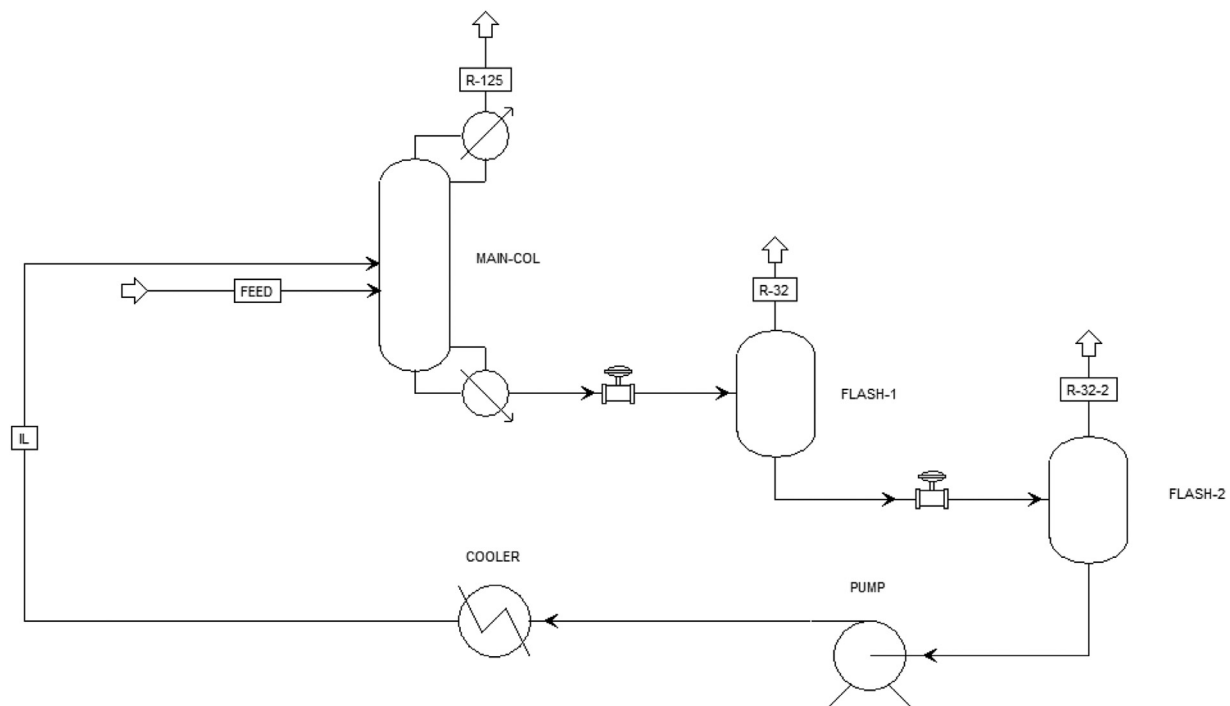 R-125
MAIN-COL
FEED
R-32
FLASH-1
R-32-2
IL
FLASH-2
COOLER
PUMP